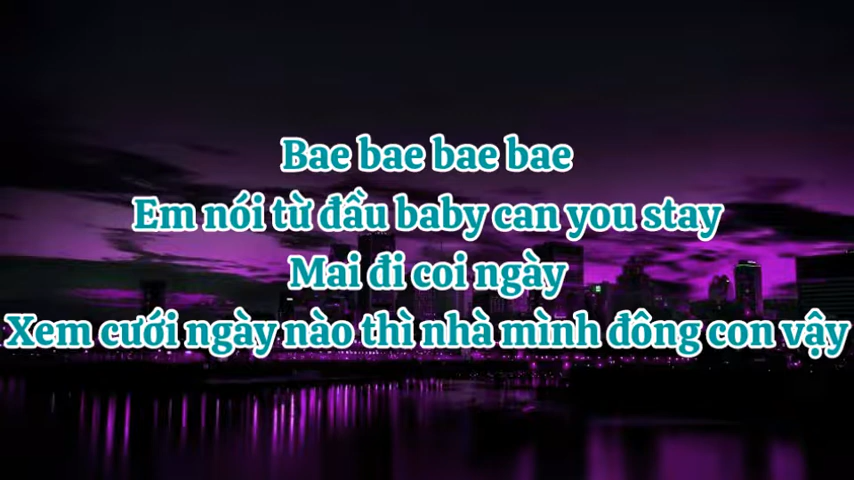 Bae bae bae bae
Em nói từ đầu baby can you stay
Mai đi coi ngày
Xem cưới ngày nào thì nhà mình đông con vậy